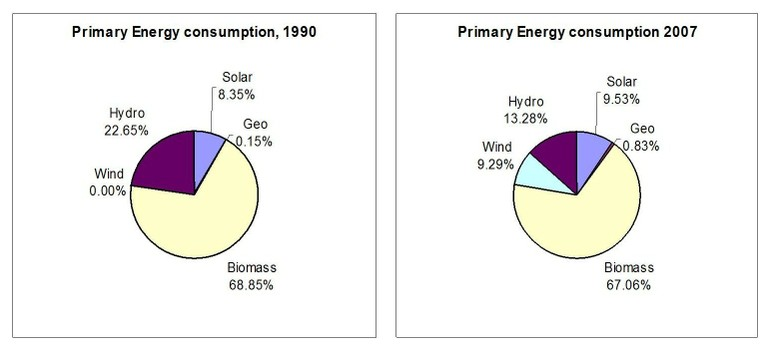 Primary Energy consumption, 1990
Solar
8.35%
Geo
0.15%
Hydro
22.65%
Wind
0.00%
Biomass
68.85%
Primary Energy consumption 2007
Solar
9.53%
Geo
0.83%
Hydro
13.28%
Wind
9.29%
Biomass
67.06%